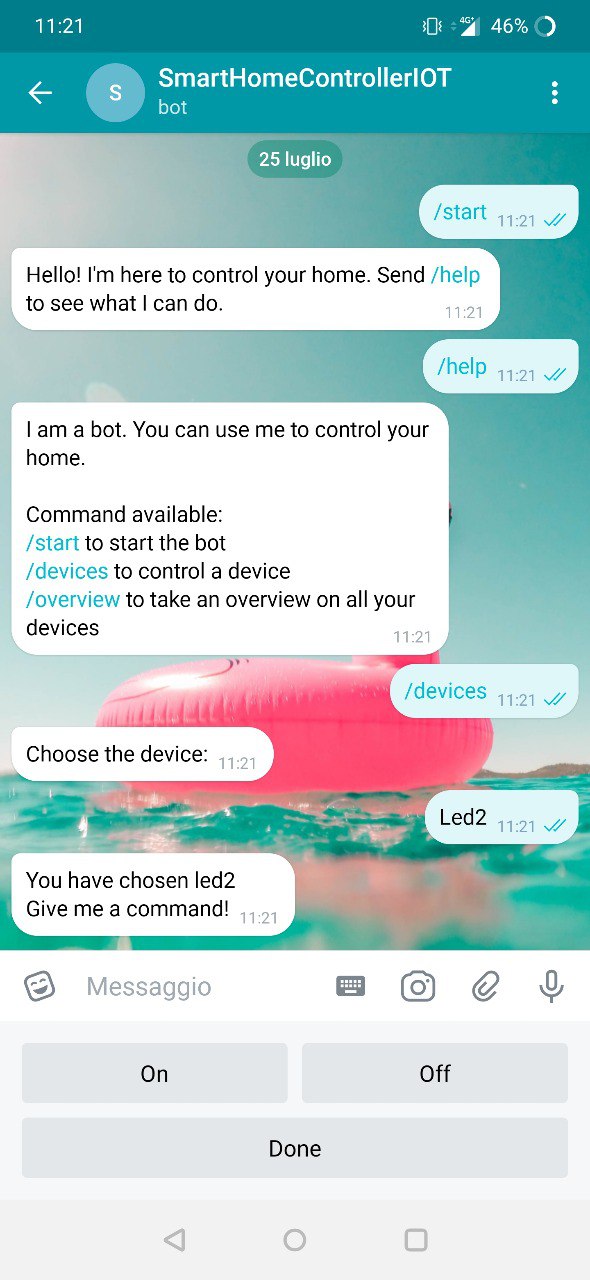 11:21
4G+ 46%
S
SmartHomeControllerIOT
bot
25 luglio
/start 11:21
Hello! I'm here to control your home. Send /help
to see what I can do.
11:21
/help 11:21
I am a bot. You can use me to control your
home.
Command available:
/start to start the bot
/devices to control a device
/overview to take an overview on all your
devices
11:21
/devices 11:21
Choose the device: 11:21
Led2 11:21
You have chosen led2
Give me a command! 11:21
Messaggio
On Off
Done